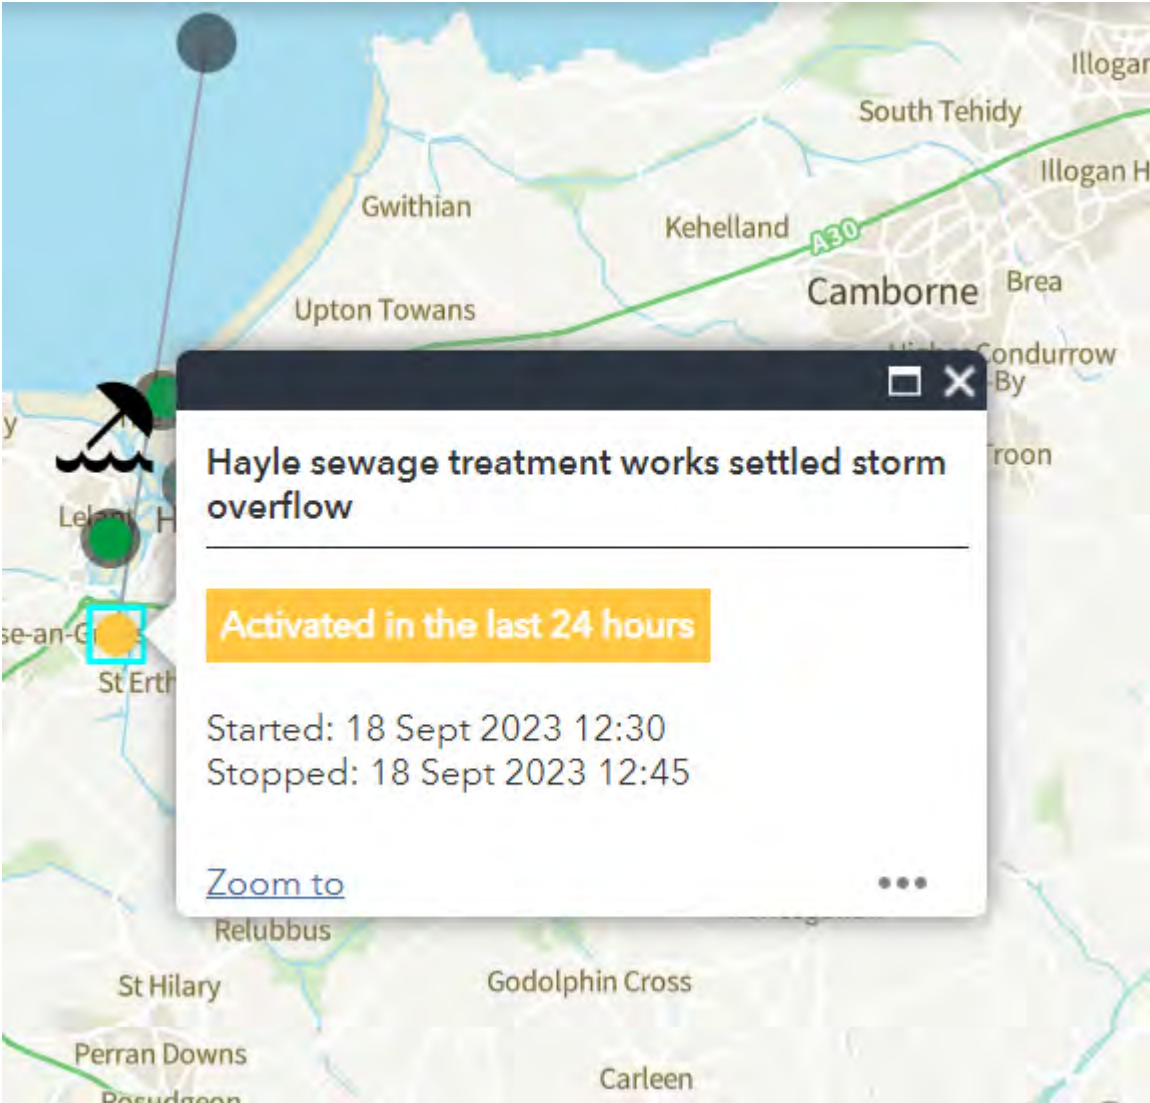 Illogan
South Tehidy
Illogan H
Gwithian
Kehelland
A30
Camborne
Brea
Upton Towans
Condurrow
-By
y
roon
Hayle sewage treatment works settled storm
overflow
H
Activated in the last 24 hours
St Erth
Started: 18 Sept 2023 12:30
Stopped: 18 Sept 2023 12:45
Zoom to
Relubbus
St Hilary
Godolphin Cross
Perran Downs
Carleen
Rosudgeon